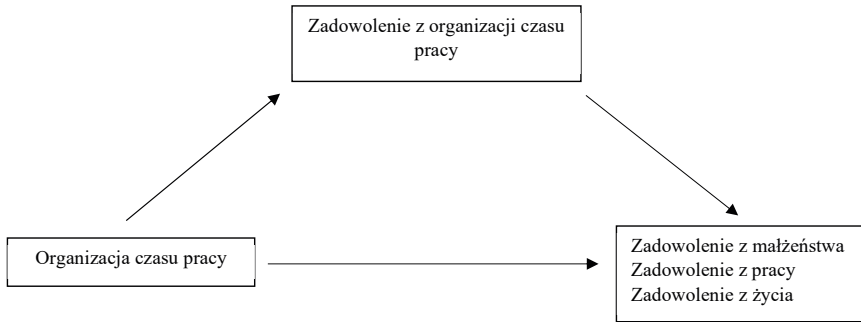 Zadowolenie z organizacji czasu
pracy
Organizacja czasu pracy
Zadowolenie z małżeństwa
Zadowolenie z pracy
Zadowolenie z życia